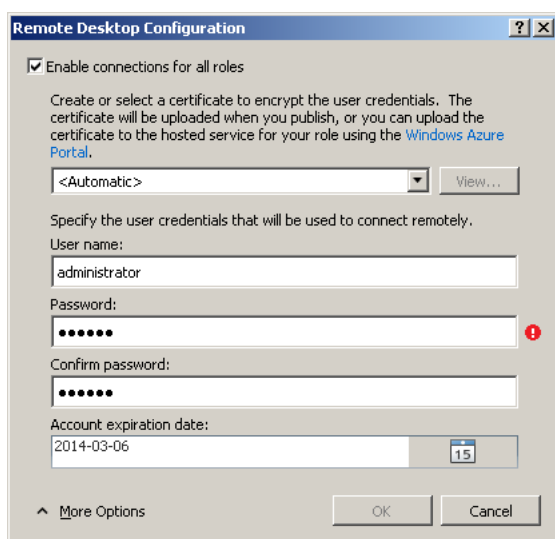 Remote Desktop Configuration
Enable connections for all roles
Create or select a certificate to encrypt the user credentials. The
certificate will be uploaded when you publish, or you can upload the
certificate to the hosted service for your role using the Windows Azure
Portal.
<Automatic>
View...
Specify the user credentials that will be used to connect remotely.
User name:
administrator
Password:
●●●●●●
Confirm password:
●●●●●●
Account expiration date:
2014-03-06
15
More Options
OK
Cancel